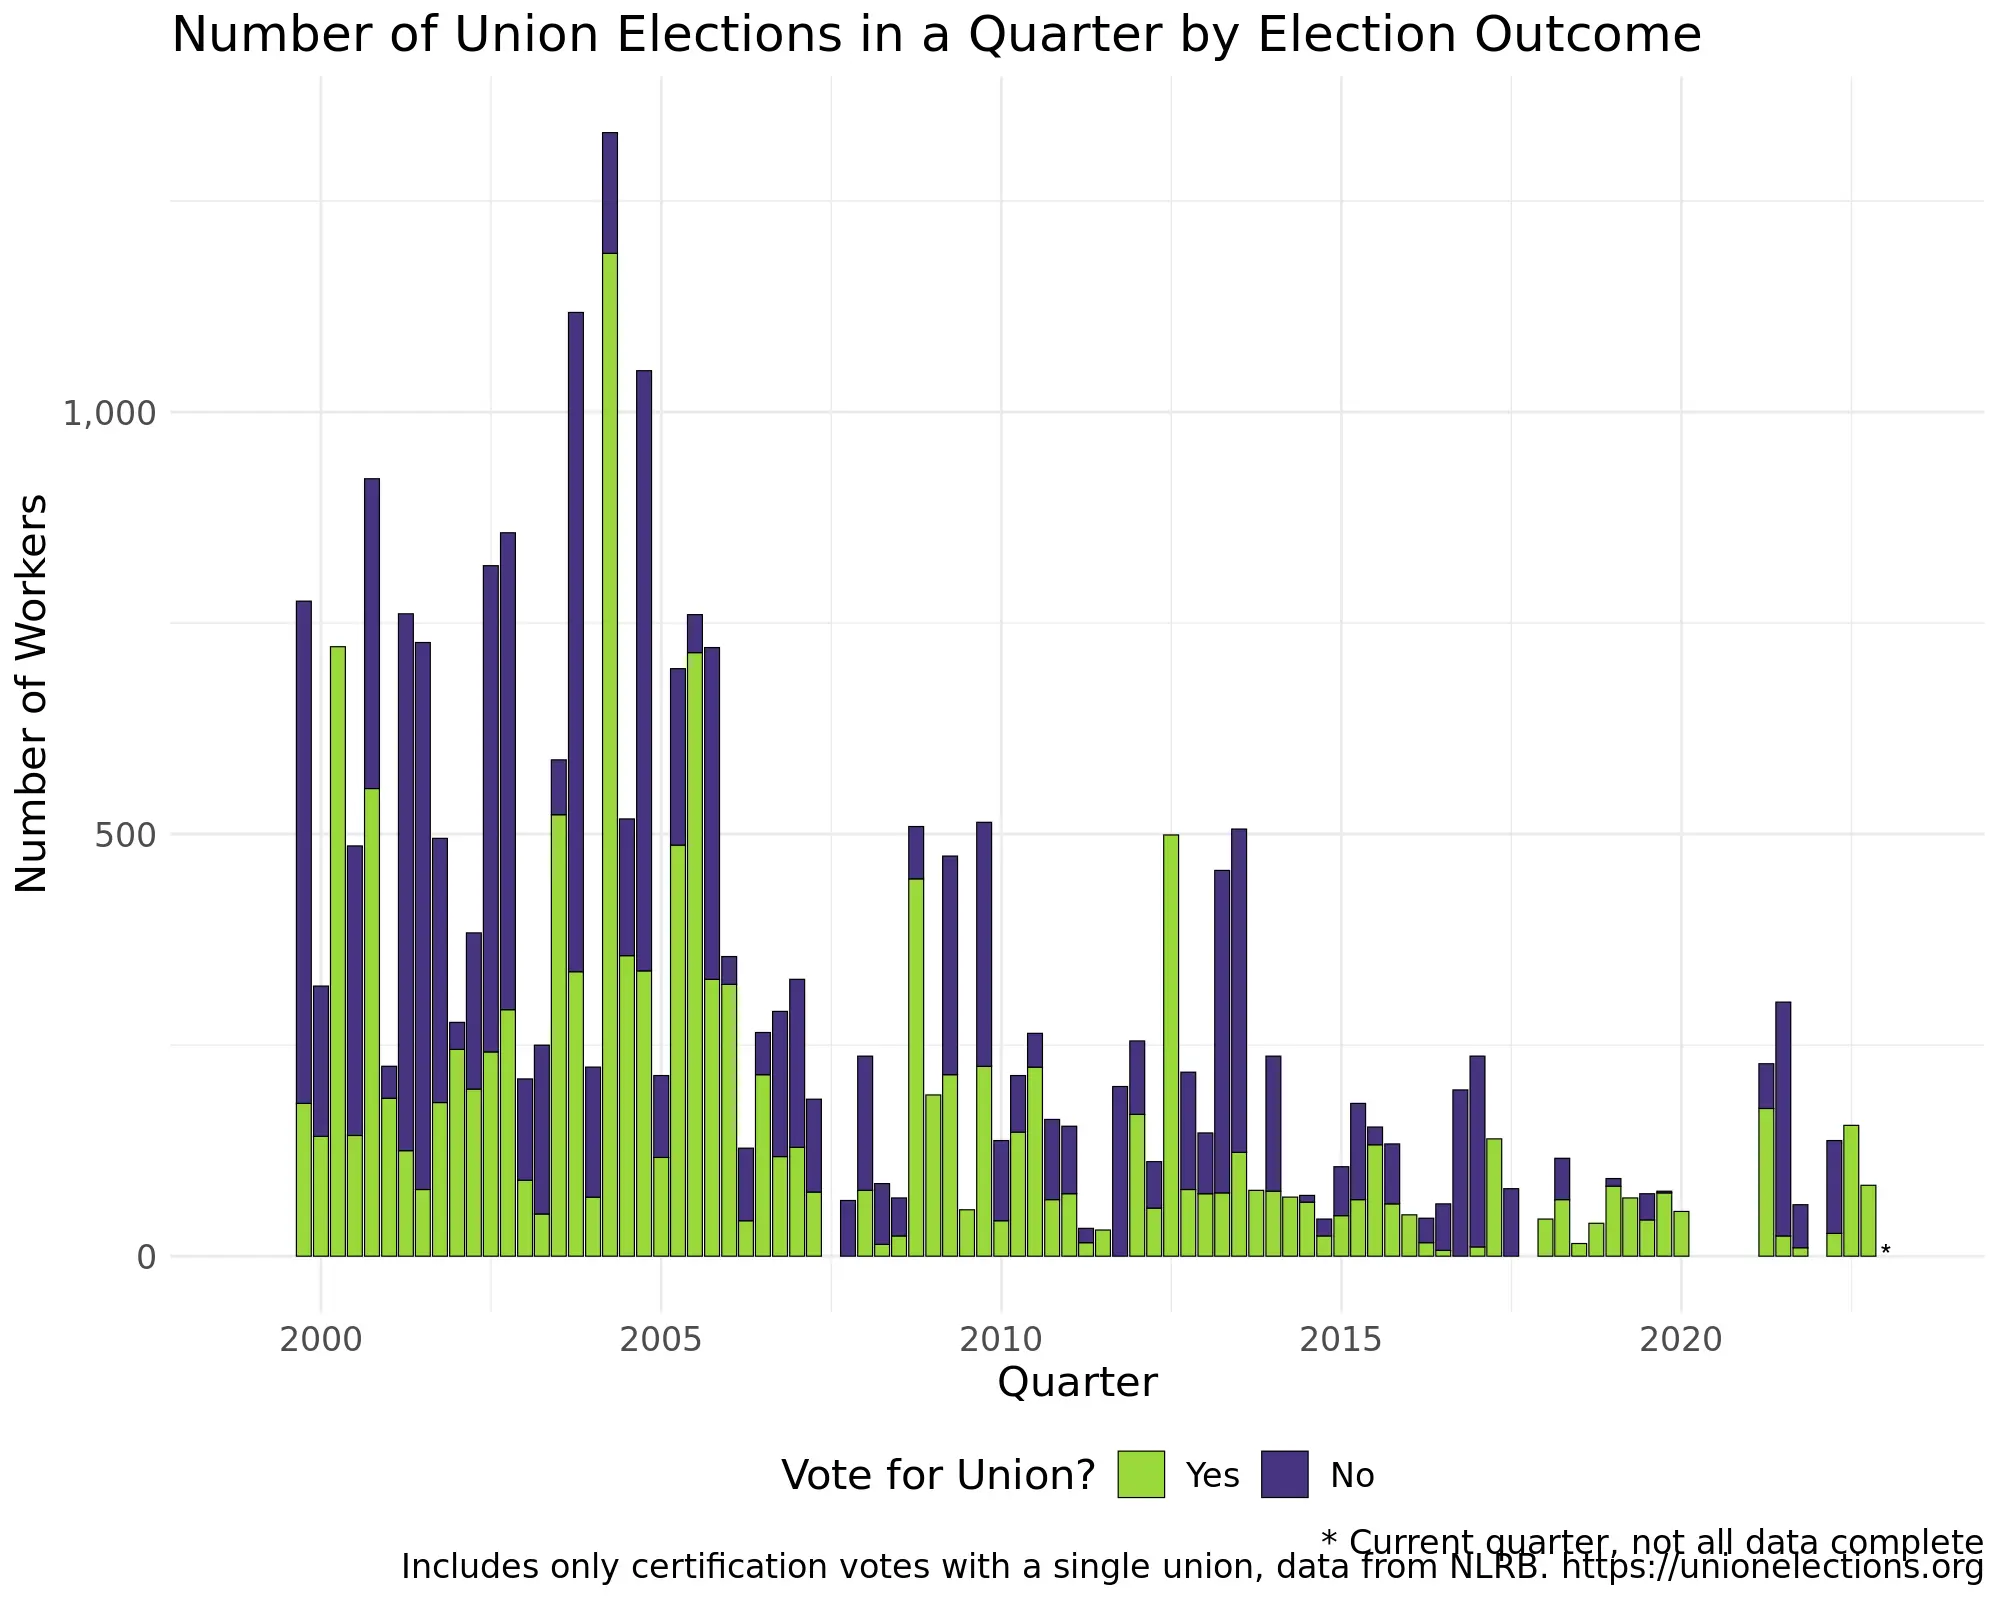 Number of Union Elections in a Quarter by Election Outcome
Number of Workers
1,000
500
0
*
2000 2005 2010 2015 2020
Quarter
Vote for Union? Yes No
* Current quarter, not all data complete
Includes only certification votes with a single union, data from NLRB. https://unionelections.org